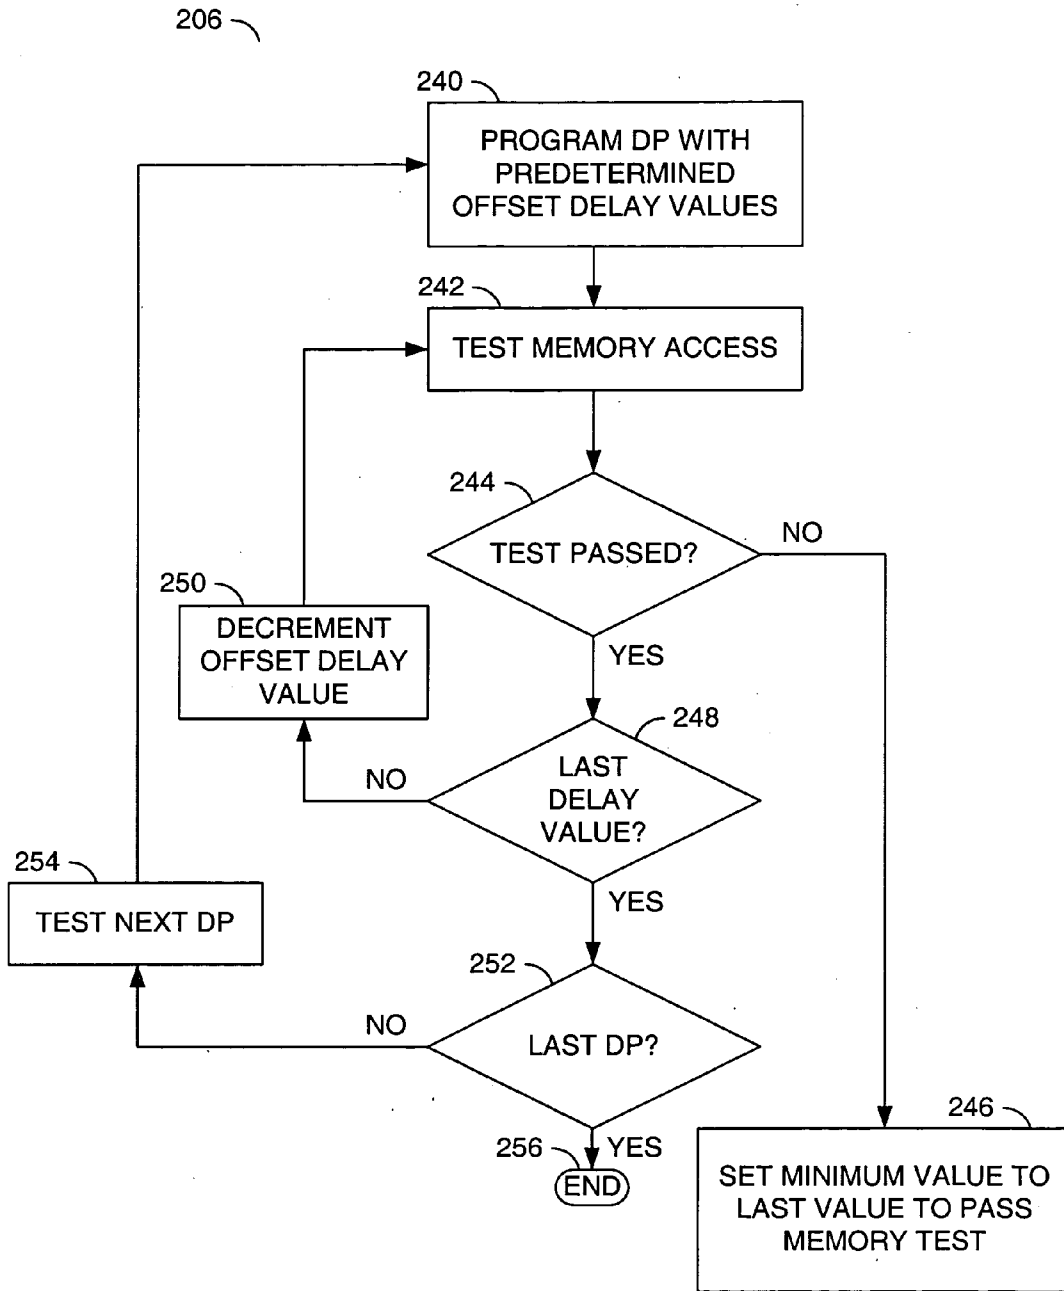 206
240
PROGRAM DP WITH
PREDETERMINED
OFFSET DELAY VALUES
242
TEST MEMORY ACCESS
244
TEST PASSED?
NO
YES
250
DECREMENT
OFFSET DELAY
VALUE
248
LAST
DELAY
VALUE?
NO
YES
254
TEST NEXT DP
252
LAST DP?
NO
YES
256
END
246
SET MINIMUM VALUE TO
LAST VALUE TO PASS
MEMORY TEST